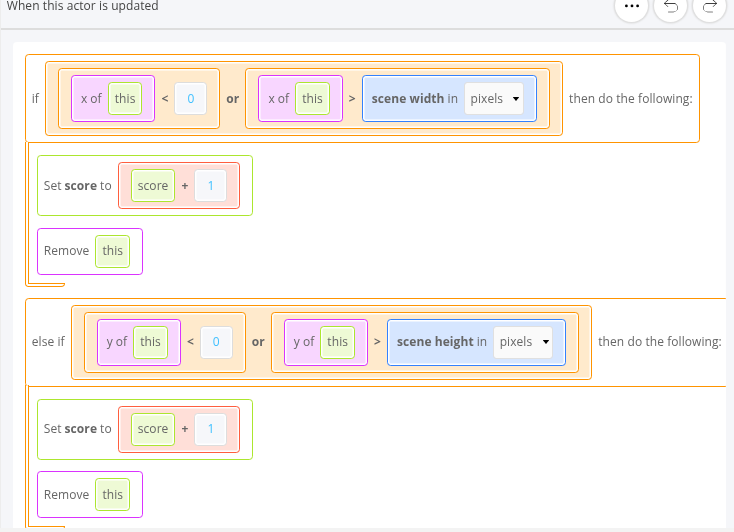 When this actor is updated
if x of this < 0 or x of this > scene width in pixels then do the following:
Set score to score + 1
Remove this
else if y of this < 0 or y of this > scene height in pixels then do the following:
Set score to score + 1
Remove this